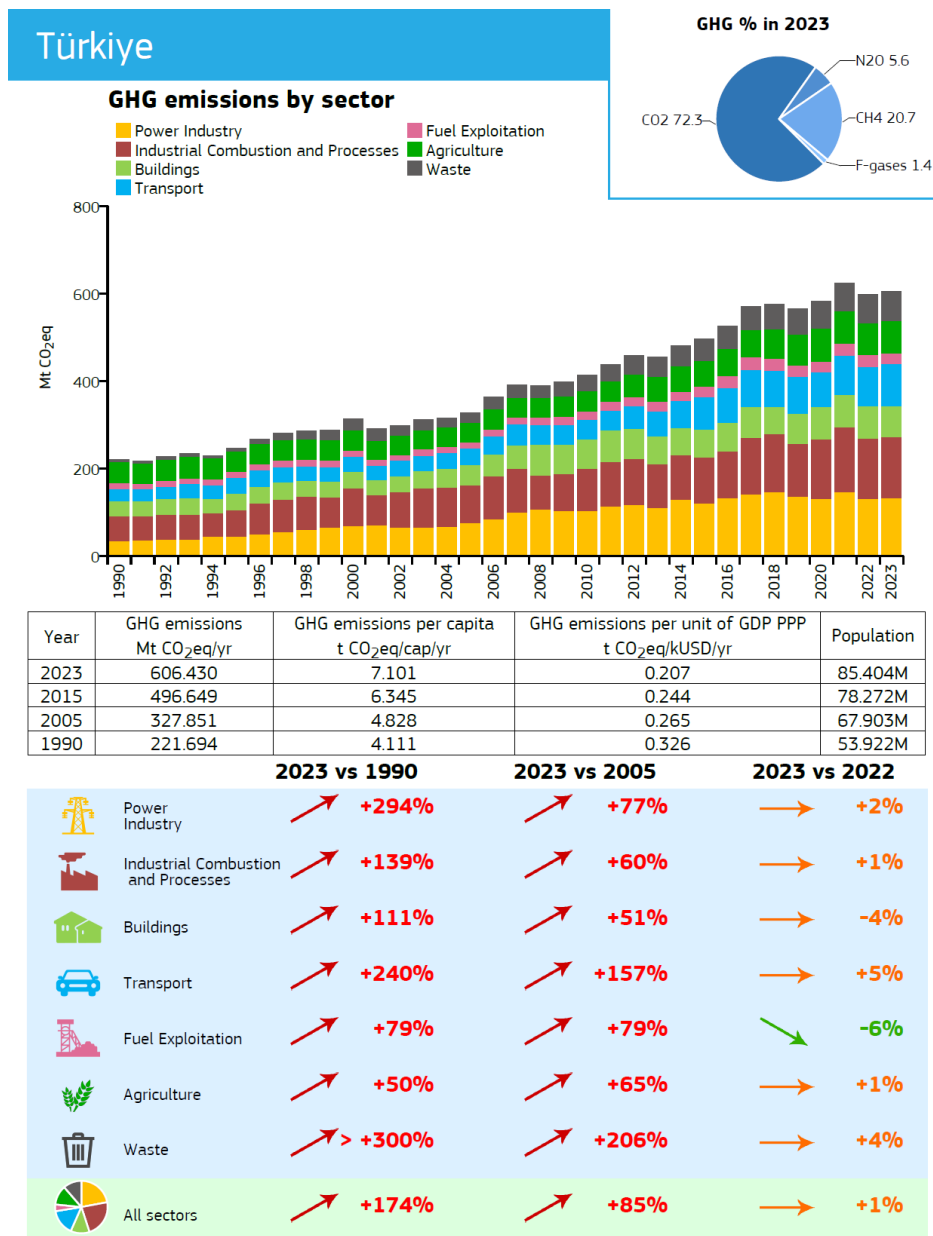 Türkiye
GHG % in 2023
N2O 5.6
CO2 72.3
CH4 20.7
F-gases 1.4
GHG emissions by sector
Power Industry
Industrial Combustion and Processes
Buildings
Transport
Fuel Exploitation
Agriculture
Waste
Mt CO2eq
800
600
400
200
0
1990 1992 1994 1996 1998 2000 2002 2004 2006 2008 2010 2012 2014 2016 2018 2020 2022 2023
Year GHG emissions Mt CO2eq/yr GHG emissions per capita t CO2eq/cap/yr GHG emissions per unit of GDP PPP t CO2eq/kUSD/yr Population
2023 606.430 7.101 0.207 85.404M
2015 496.649 6.345 0.244 78.272M
2005 327.851 4.828 0.265 67.903M
1990 221.694 4.111 0.326 53.922M
2023 vs 1990 2023 vs 2005 2023 vs 2022
Power Industry +294% +77% +2%
Industrial Combustion and Processes +139% +60% +1%
Buildings +111% +51% -4%
Transport +240% +157% +5%
Fuel Exploitation +79% +79% -6%
Agriculture +50% +65% +1%
Waste > +300% +206% +4%
All sectors +174% +85% +1%